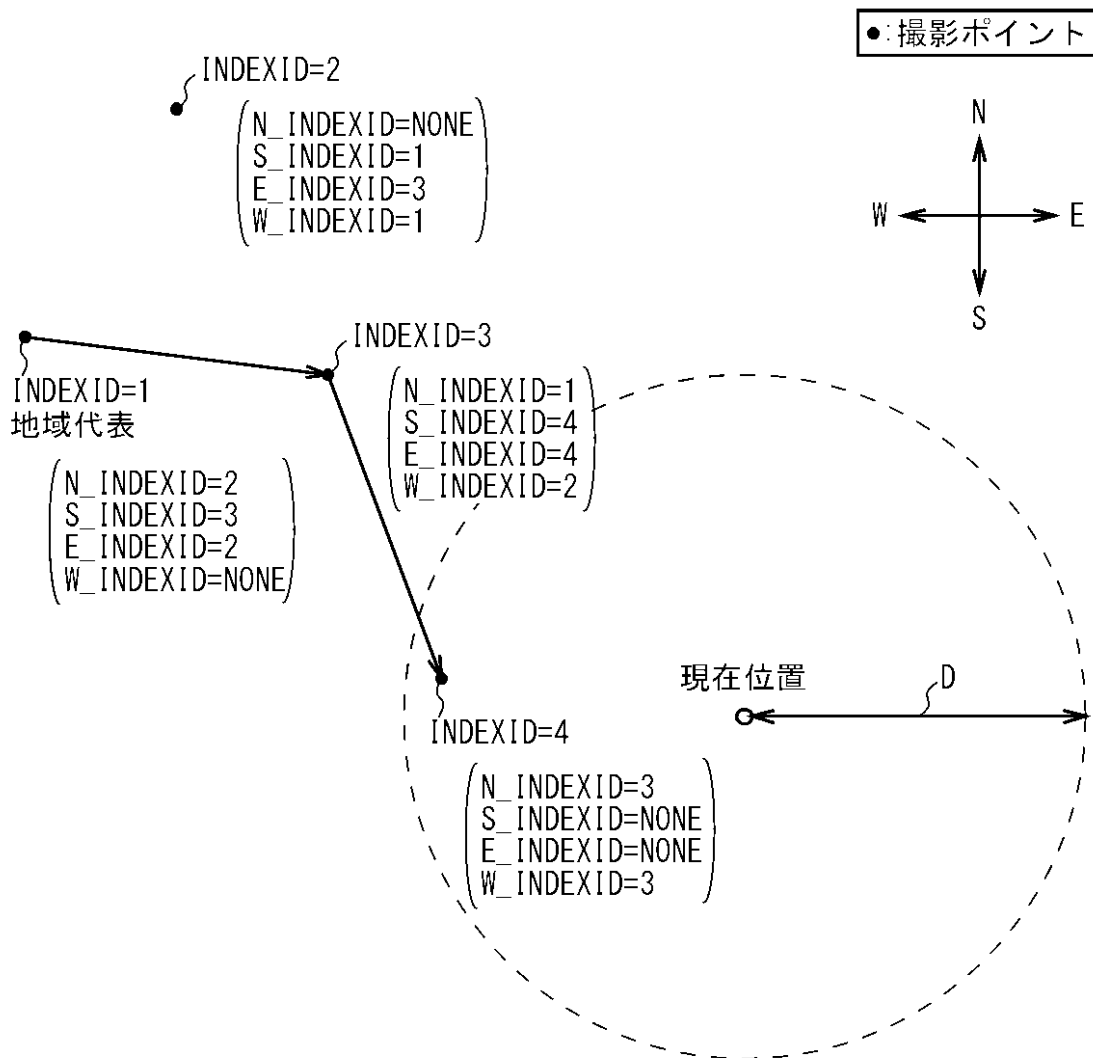 ●:撮影ポイント
INDEXID=2
N_INDEXID=NONE
S_INDEXID=1
E_INDEXID=3
W_INDEXID=1
N
W
E
S
INDEXID=3
N_INDEXID=1
S_INDEXID=4
E_INDEXID=4
W_INDEXID=2
INDEXID=1
地域代表
N_INDEXID=2
S_INDEXID=3
E_INDEXID=2
W_INDEXID=NONE
現在位置
D
INDEXID=4
N_INDEXID=3
S_INDEXID=NONE
E_INDEXID=NONE
W_INDEXID=3